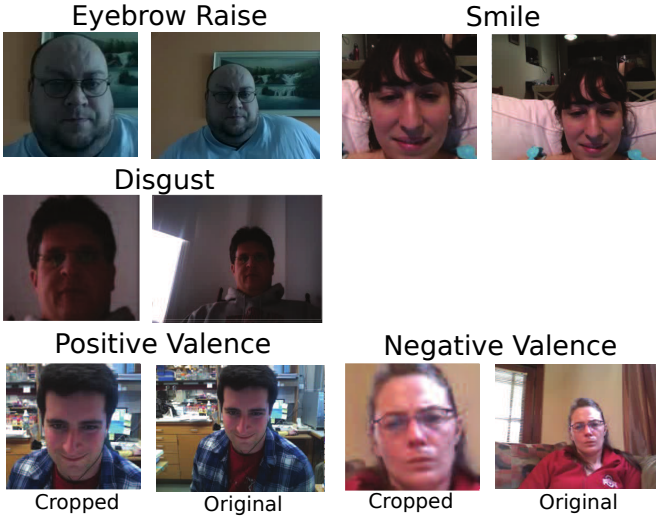 Eyebrow Raise
Smile
Disgust
Positive Valence
Negative Valence
Cropped
Original
Cropped
Original